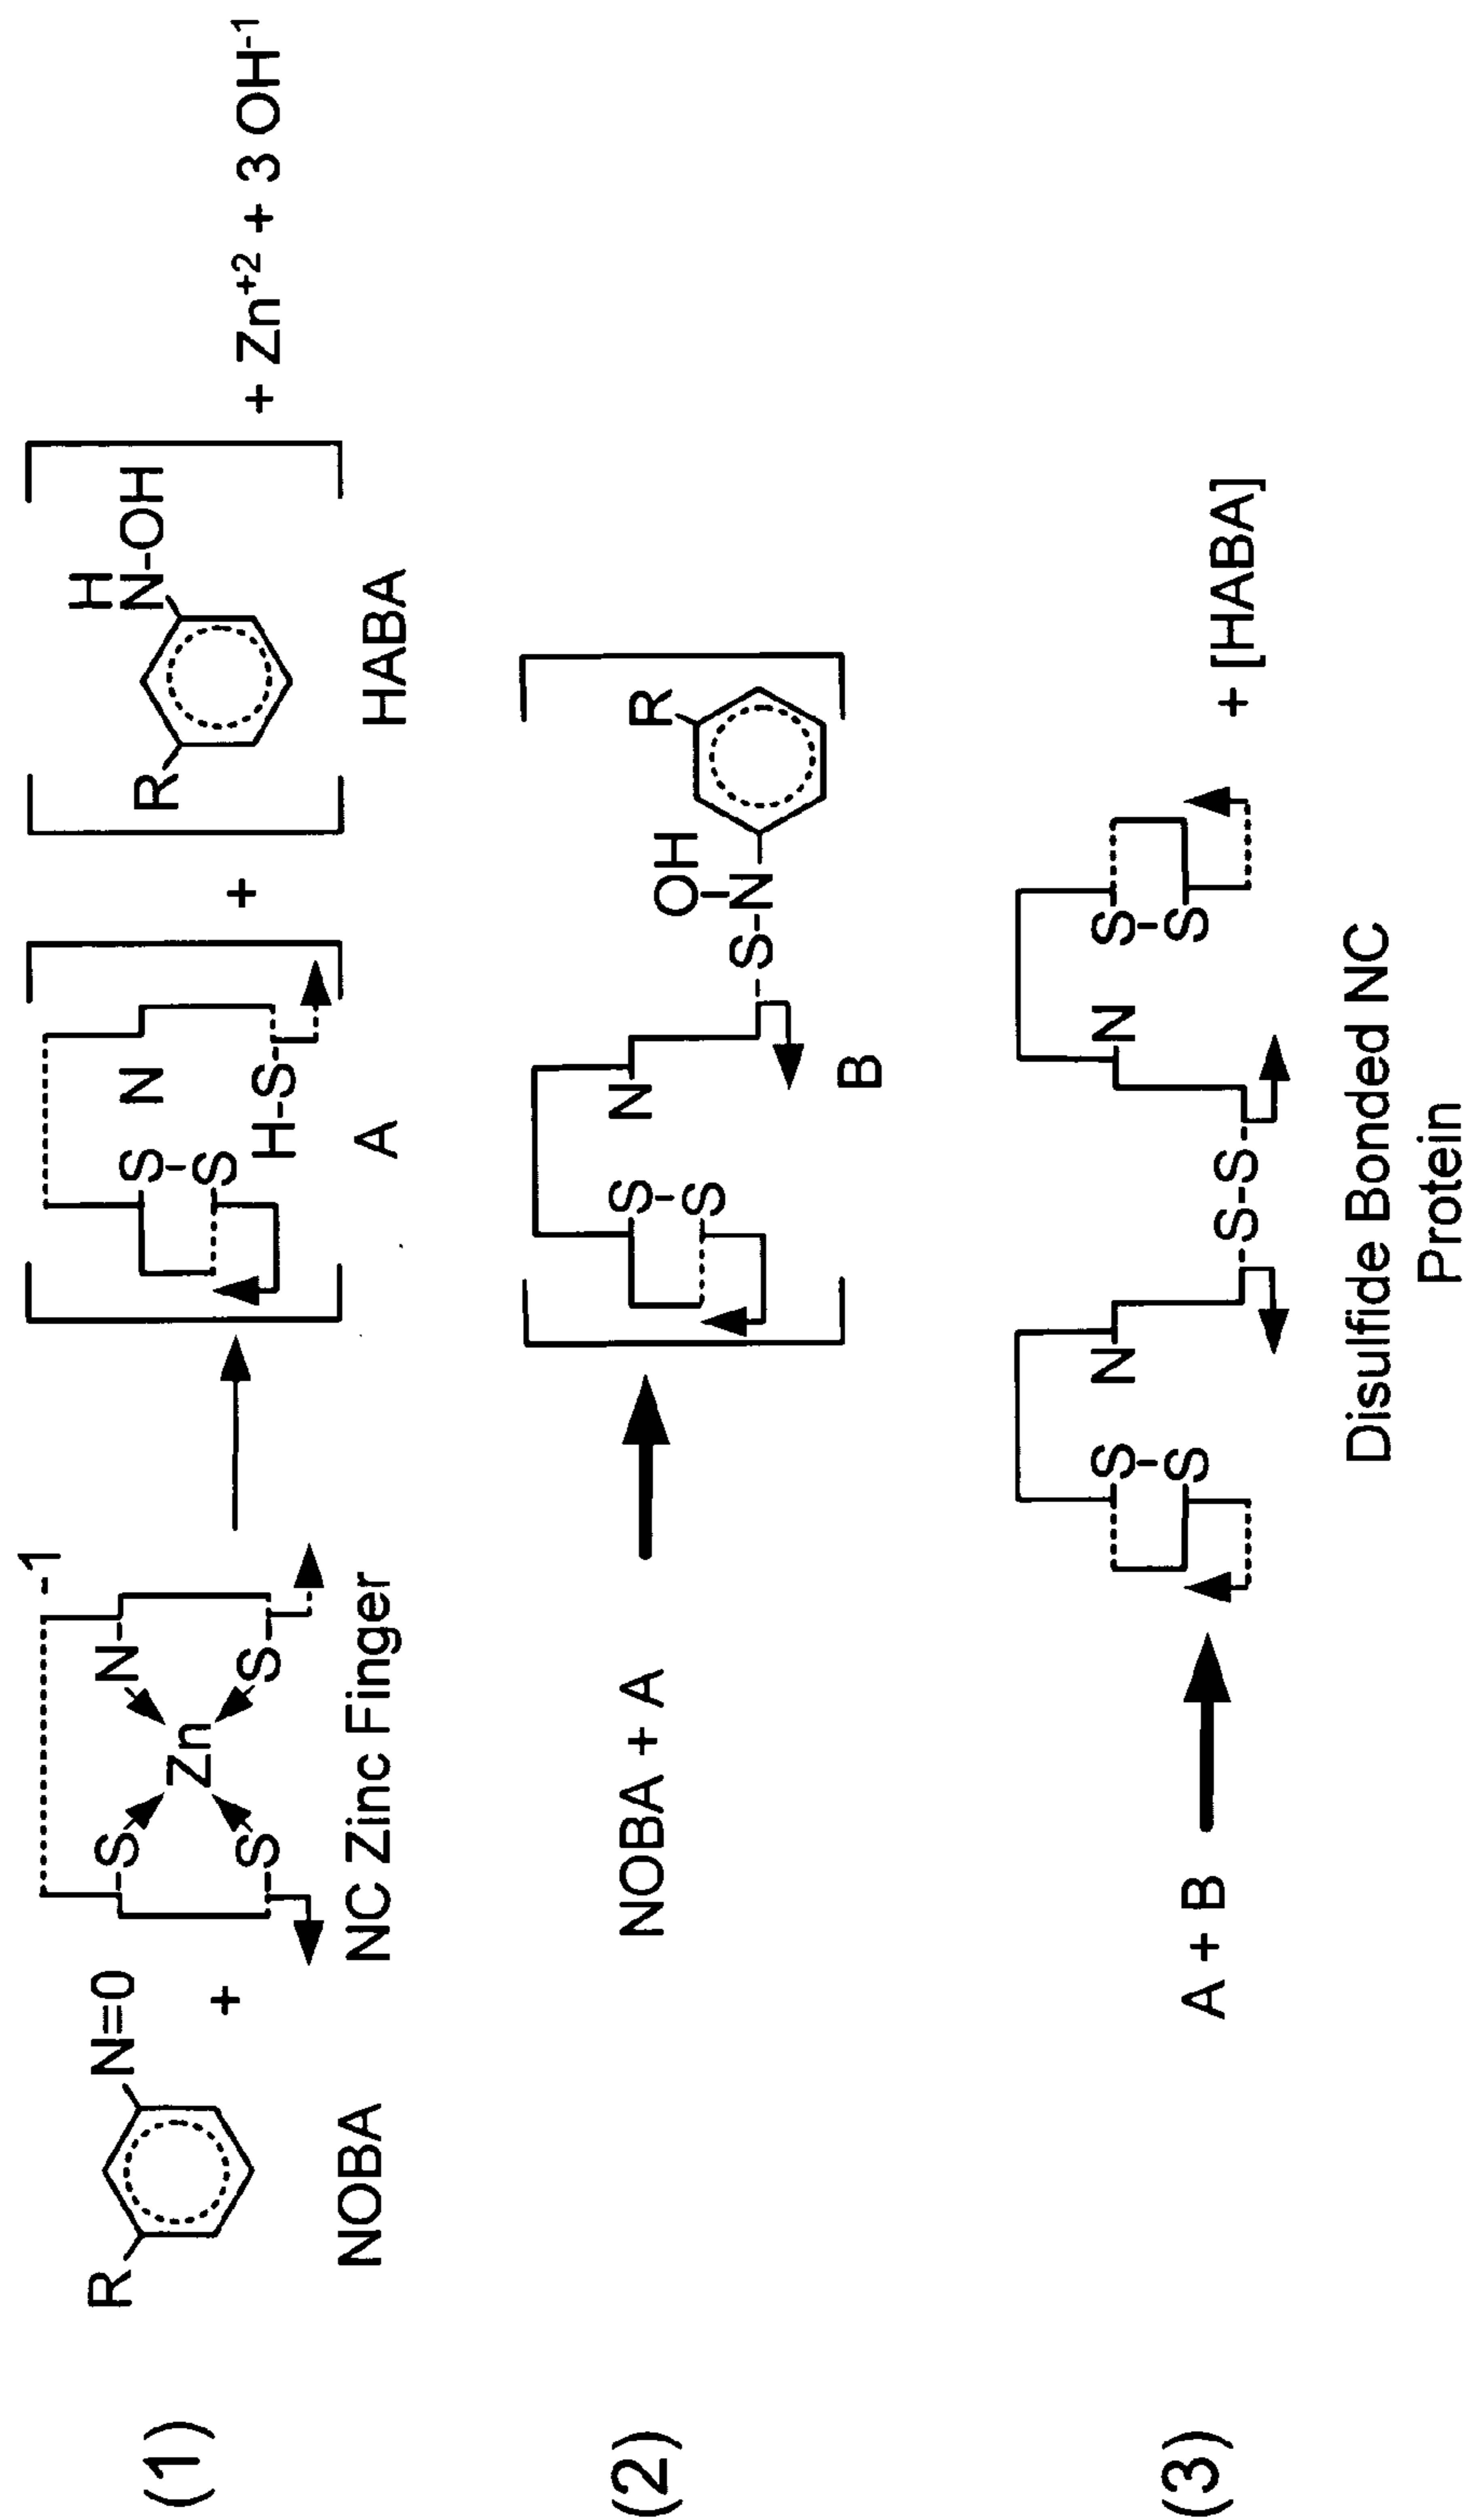 (1)
R
N=O
NOBA
+
-1
S
N
Zn
S
S
NC Zinc Finger
S
N
S
H-S
A
+
H
N-OH
R
HABA
+ Zn+2 + 3 OH-1
(2)
NOBA + A
S
N
S
OH
-S-N
R
B
(3)
A + B
S
N
S
-S-S-
N
S
S
+ [HABA]
Disulfide Bonded NC
Protein